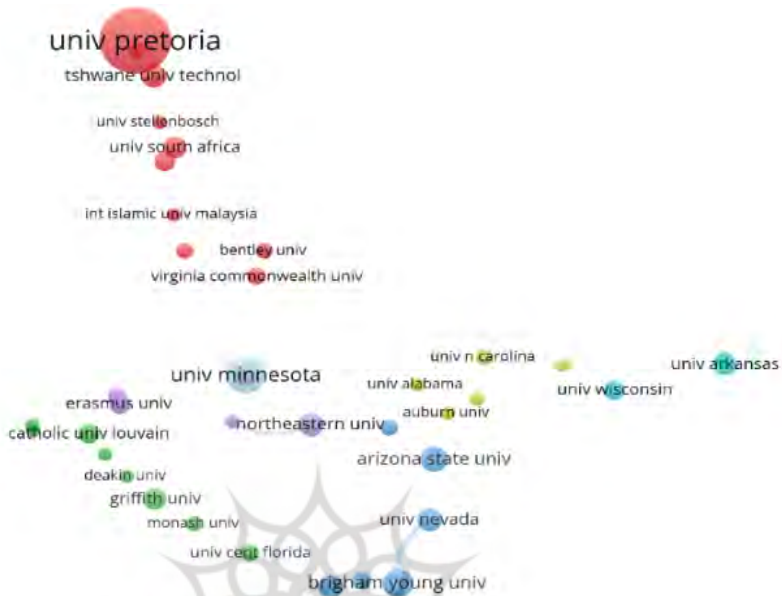 univ pretoria
tshwane univ technol
univ stellenbosch
univ south africa
int islamic univ malaysia
bentley univ
virginia commonwealth univ
univ n carolina
univ arkansas
univ minnesota
univ alabama
univ wisconsin
erasmus univ
auburn univ
northeastern univ
catholic univ louvain
arizona state univ
deakin univ
griffith univ
monash univ
univ nevada
univ cent florida
brigham young univ